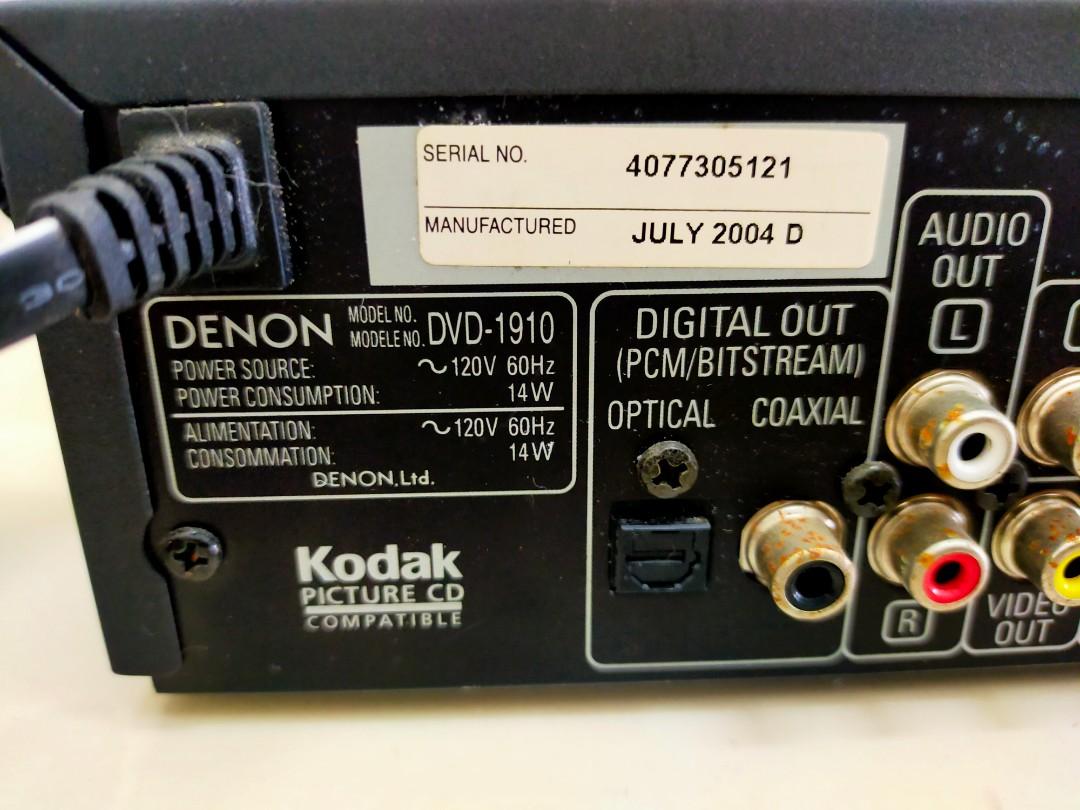 SERIAL NO. 4077305121
MANUFACTURED JULY 2004 D
DENON MODEL NO. MODELE NO. DVD-1910
POWER SOURCE: ~120V 60Hz
POWER CONSUMPTION: 14W
ALIMENTATION: ~120V 60Hz
CONSOMMATION: 14W
DENON, Ltd.
Kodak
PICTURE CD
COMPATIBLE
DIGITAL OUT
(PCM/BITSTREAM)
OPTICAL COAXIAL
AUDIO
OUT
L
R
VIDEO
OUT